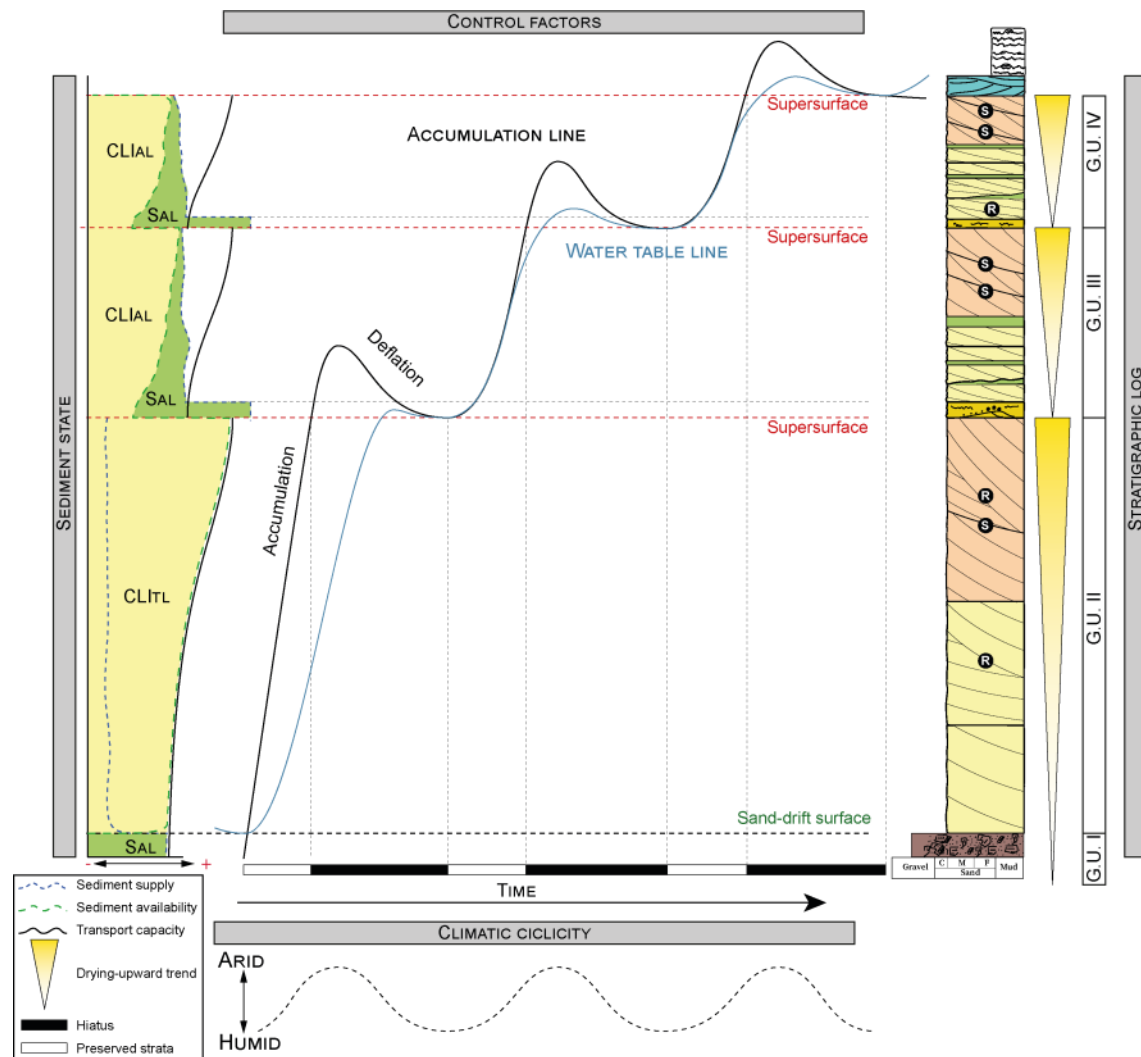 CONTROL FACTORS
SEDIMENT STATE
STRATIGRAPHIC LOG
Supersurface
ACCUMULATION LINE
CLIAL
SAL
Supersurface
WATER TABLE LINE
CLIAL
SAL
Deflation
Supersurface
Accumulation
CLITL
Sand-drift surface
SAL
- +
S
S
R
S
S
R
S
R
G.U. IV
G.U. III
G.U. II
G.U. I
Gravel
C M F
Sand
Mud
TIME
Sediment supply
Sediment availability
Transport capacity
Drying-upward trend
Hiatus
Preserved strata
CLIMATIC CICLICITY
ARID
HUMID